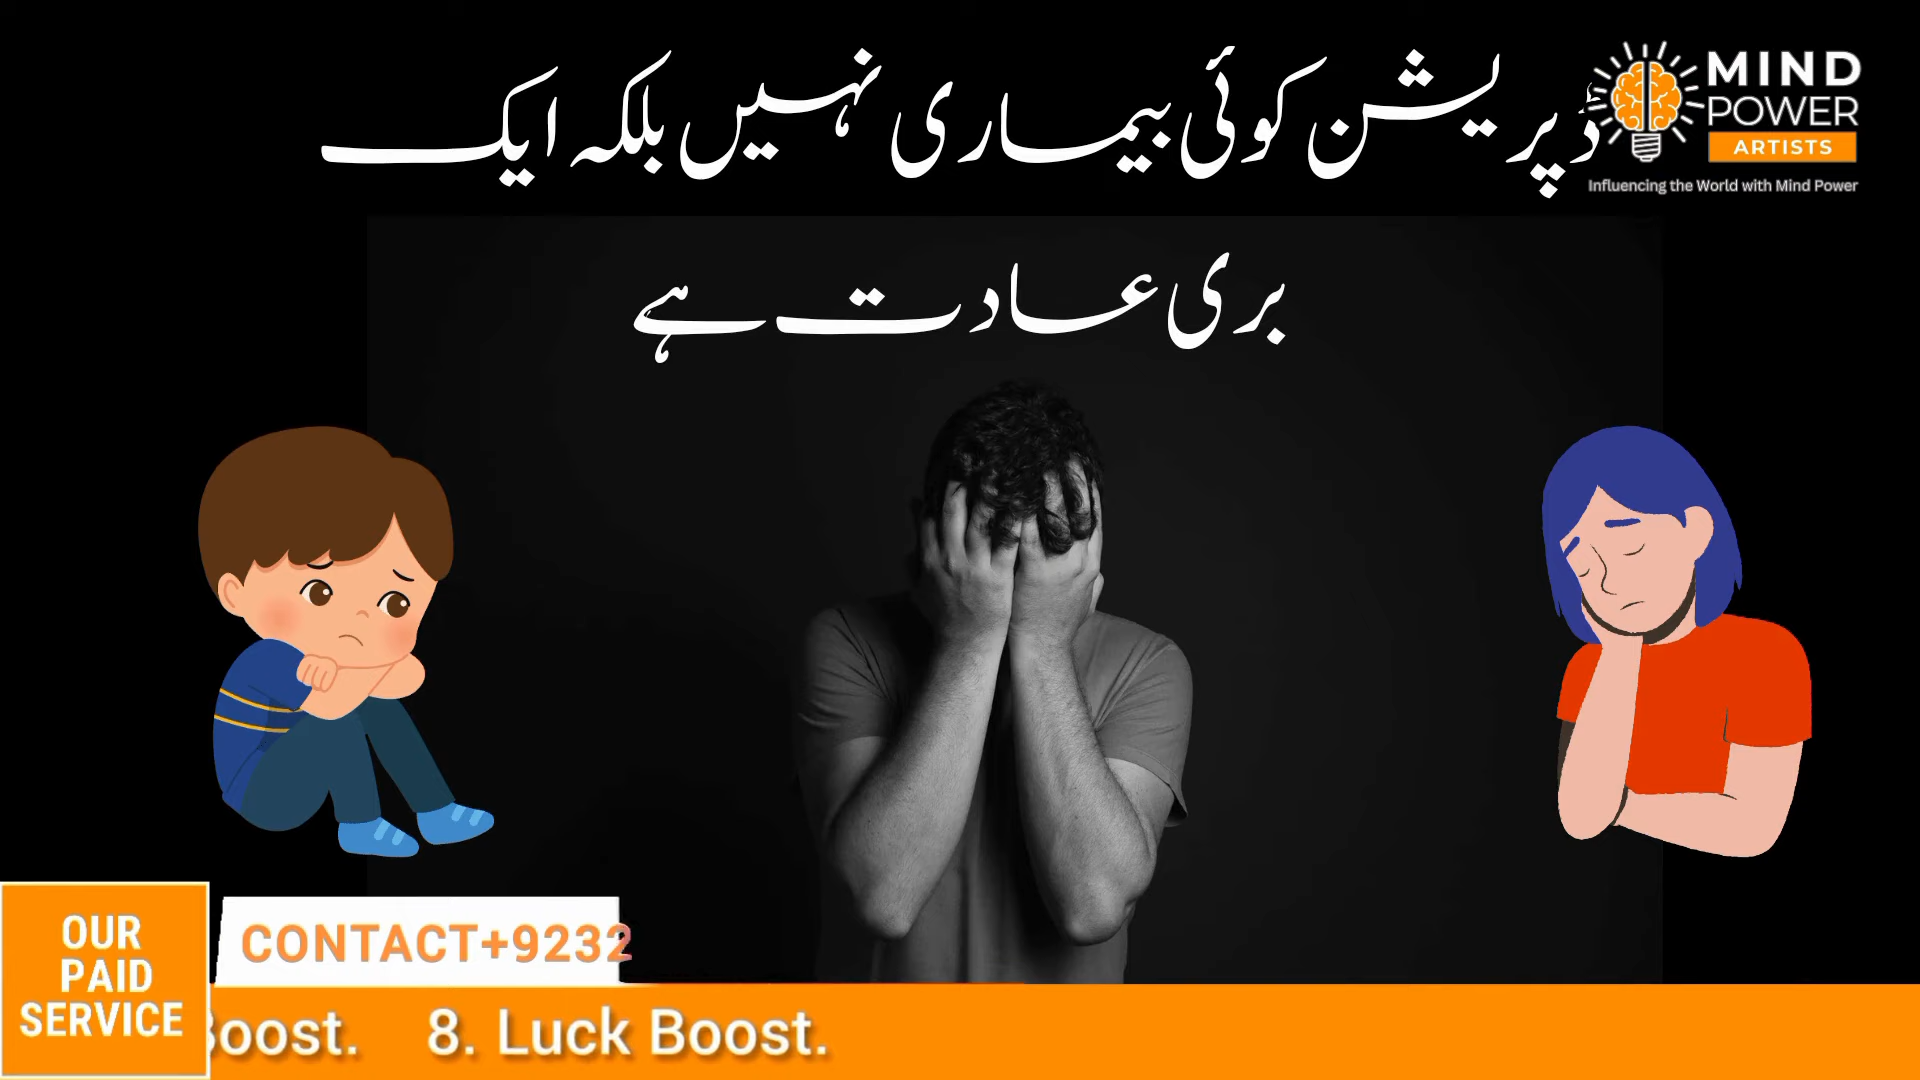 ڈپریشن کوئی بیماری نہیں بلکہ ایک
بری عادت ہے
MIND
POWER
ARTISTS
Influencing the World with Mind Power
OUR
PAID
SERVICE
CONTACT+9232
Boost. 8. Luck Boost.